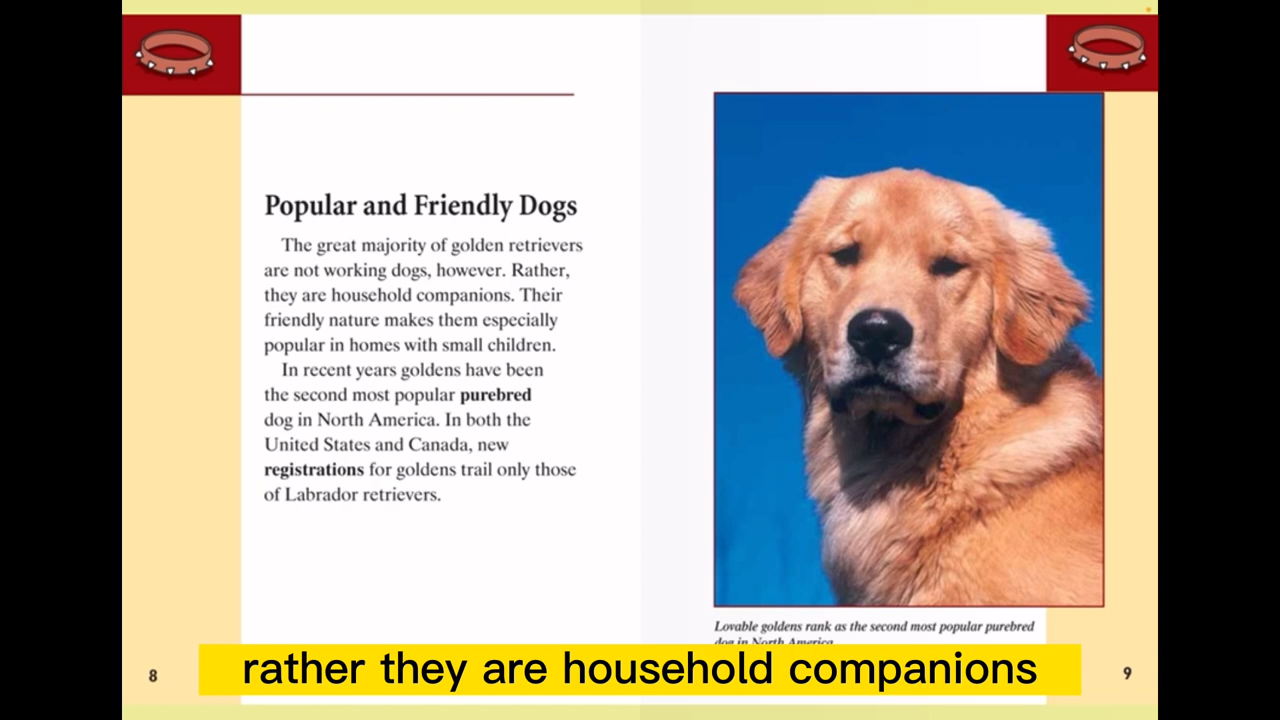 Popular and Friendly Dogs
The great majority of golden retrievers
are not working dogs, however. Rather,
they are household companions. Their
friendly nature makes them especially
popular in homes with small children.
In recent years goldens have been
the second most popular purebred
dog in North America. In both the
United States and Canada, new
registrations for goldens trail only those
of Labrador retrievers.
8
Lovable goldens rank as the second most popular purebred
dog in North America
9
rather they are household companions